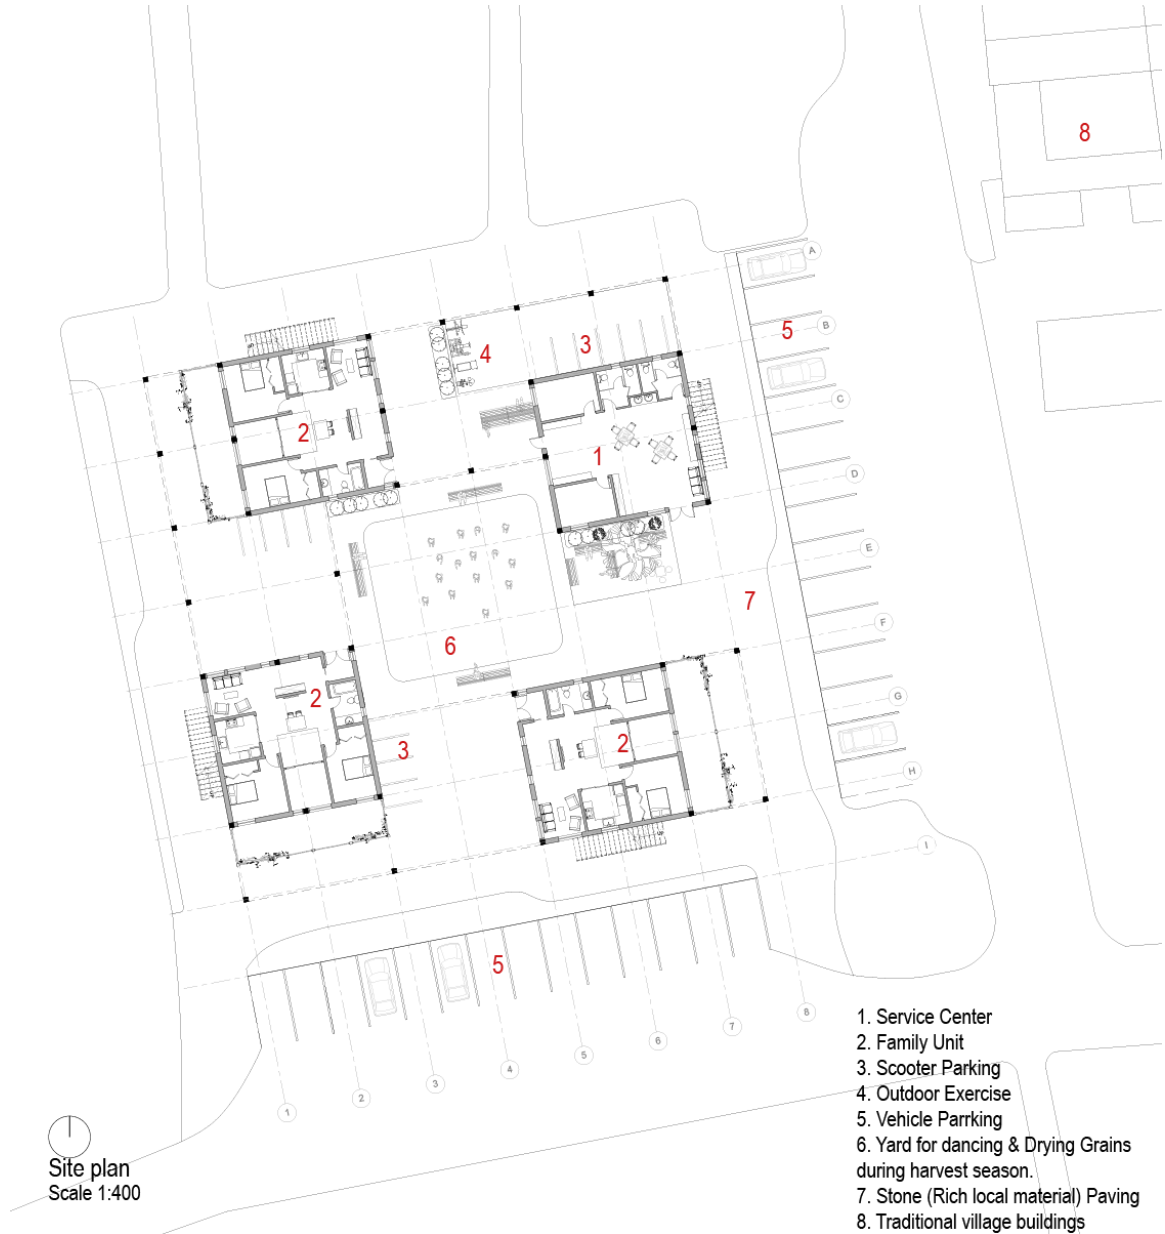 8
A
5
B
3
4
C
2
1
D
E
7
F
6
2
G
3
2
H
I
5
8
7
6
5
4
3
2
1
1. Service Center
2. Family Unit
3. Scooter Parking
4. Outdoor Exercise
5. Vehicle Parrking
6. Yard for dancing & Drying Grains
during harvest season.
7. Stone (Rich local material) Paving
8. Traditional village buildings
Site plan
Scale 1:400